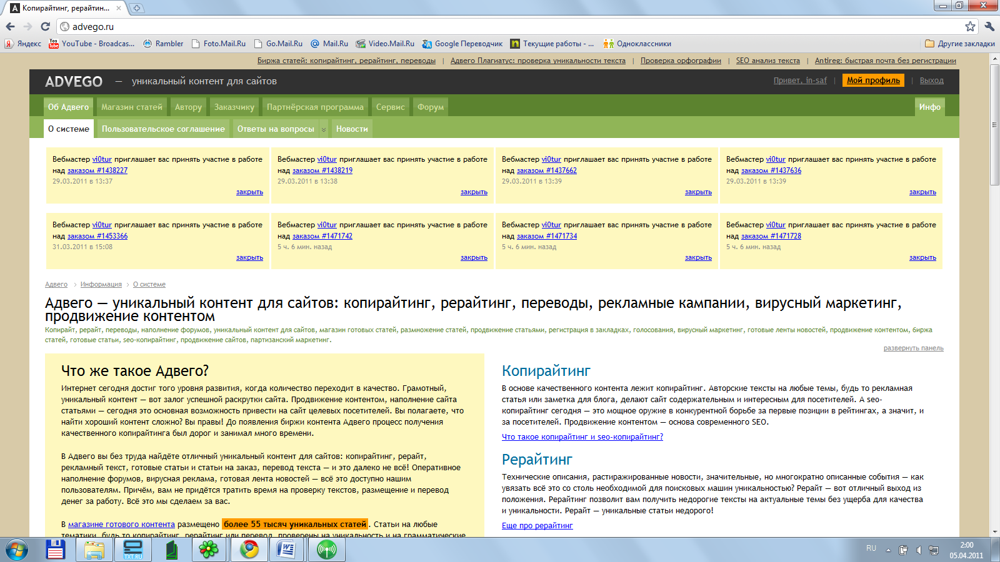 Копирайтинг, рерайтин...
advego.ru
Яндекс
YouTube - Broadcas...
Rambler
Foto.Mail.Ru
Go.Mail.Ru
Mail.Ru
Video.Mail.Ru
Google Переводчик
Текущие работы - ...
Одноклассники
Другие закладки
Биржа статей: копирайтинг, рерайтинг, переводы | Адвего Плагиатус: проверка уникальности текста | Проверка орфографии | SEO анализ текста | Antireg: быстрая почта без регистрации
ADVEGO — уникальный контент для сайтов
Привет, in-saf | Мой профиль | Выход
Об Адвего Магазин статей Автору Заказчику Партнёрская программа Сервис Форум Инфо
О системе Пользовательское соглашение Ответы на вопросы Новости
Вебмастер vi0tur приглашает вас принять участие в работе
над заказом #1438227
29.03.2011 в 13:37
закрыть
Вебмастер vi0tur приглашает вас принять участие в работе
над заказом #1438219
29.03.2011 в 13:38
закрыть
Вебмастер vi0tur приглашает вас принять участие в работе
над заказом #1437662
29.03.2011 в 13:39
закрыть
Вебмастер vi0tur приглашает вас принять участие в работе
над заказом #1437636
29.03.2011 в 13:39
закрыть
Вебмастер vi0tur приглашает вас принять участие в работе
над заказом #1453366
31.03.2011 в 15:08
закрыть
Вебмастер vi0tur приглашает вас принять участие в работе
над заказом #1471742
5 ч. 6 мин. назад
закрыть
Вебмастер vi0tur приглашает вас принять участие в работе
над заказом #1471734
5 ч. 6 мин. назад
закрыть
Вебмастер vi0tur приглашает вас принять участие в работе
над заказом #1471728
5 ч. 6 мин. назад
закрыть
Адвего > Информация > О системе
Адвего — уникальный контент для сайтов: копирайтинг, рерайтинг, переводы, рекламные кампании, вирусный маркетинг,
продвижение контентом
Копирайт, рерайт, переводы, наполнение форумов, уникальный контент для сайтов, магазин готовых статей, размножение статей, продвижение статьями, регистрация в закладках, голосования, вирусный маркетинг, готовые ленты новостей, продвижение контентом, биржа
статей, готовые статьи, seo-копирайтинг, продвижение сайтов, партизанский маркетинг.
развернуть панель
Что же такое Адвего?
Интернет сегодня достиг того уровня развития, когда количество переходит в качество. Грамотный,
уникальный контент — вот залог успешной раскрутки сайта. Продвижение контентом, наполнение сайта
статьями — сегодня это основная возможность привести на сайт целевых посетителей. Вы полагаете, что
найти хороший контент сложно? Вы правы! До появления биржи контента Адвего процесс получения
качественного копирайтинга был дорог и занимал много времени.
В Адвего вы без труда найдёте отличный уникальный контент для сайтов: копирайтинг, рерайт,
рекламный текст, готовые статьи и статьи на заказ, перевод текста — и это далеко не всё! Оперативное
наполнение форумов, вирусная реклама, готовая лента новостей — всё это доступно нашим
пользователям. Причём, вам не придётся тратить время на проверку текстов, размещение и перевод
денег за работу. Всё это мы сделаем за вас.
В магазине готового контента размещено более 55 тысяч уникальных статей. Статьи на любые
тематики, будь то копирайтинг, рерайтинг или перевод, проверены на уникальность и на грамматические
Копирайтинг
В основе качественного контента лежит копирайтинг. Авторские тексты на любые темы, будь то рекламная
статья или заметка для блога, делают сайт содержательным и интересным для посетителей. А seo-
копирайтинг сегодня — это мощное оружие в конкурентной борьбе за первые позиции в рейтингах, а значит, и
за посетителей. Продвижение контентом — основа современного SEO.
Что такое копирайтинг и seo-копирайтинг?
Рерайтинг
Технические описания, растиражированные новости, значительные, но многократно описанные события — как
увязать всё это со столь необходимой для поисковых машин уникальностью? Рерайт — вот отличный выход из
положения. Рерайтинг позволит вам получить недорогие тексты на актуальные темы без ущерба для качества
и уникальности. Рерайт — уникальные статьи недорого!
Еще про рерайтинг
TXT.RU
RU
2:00
05.04.2011